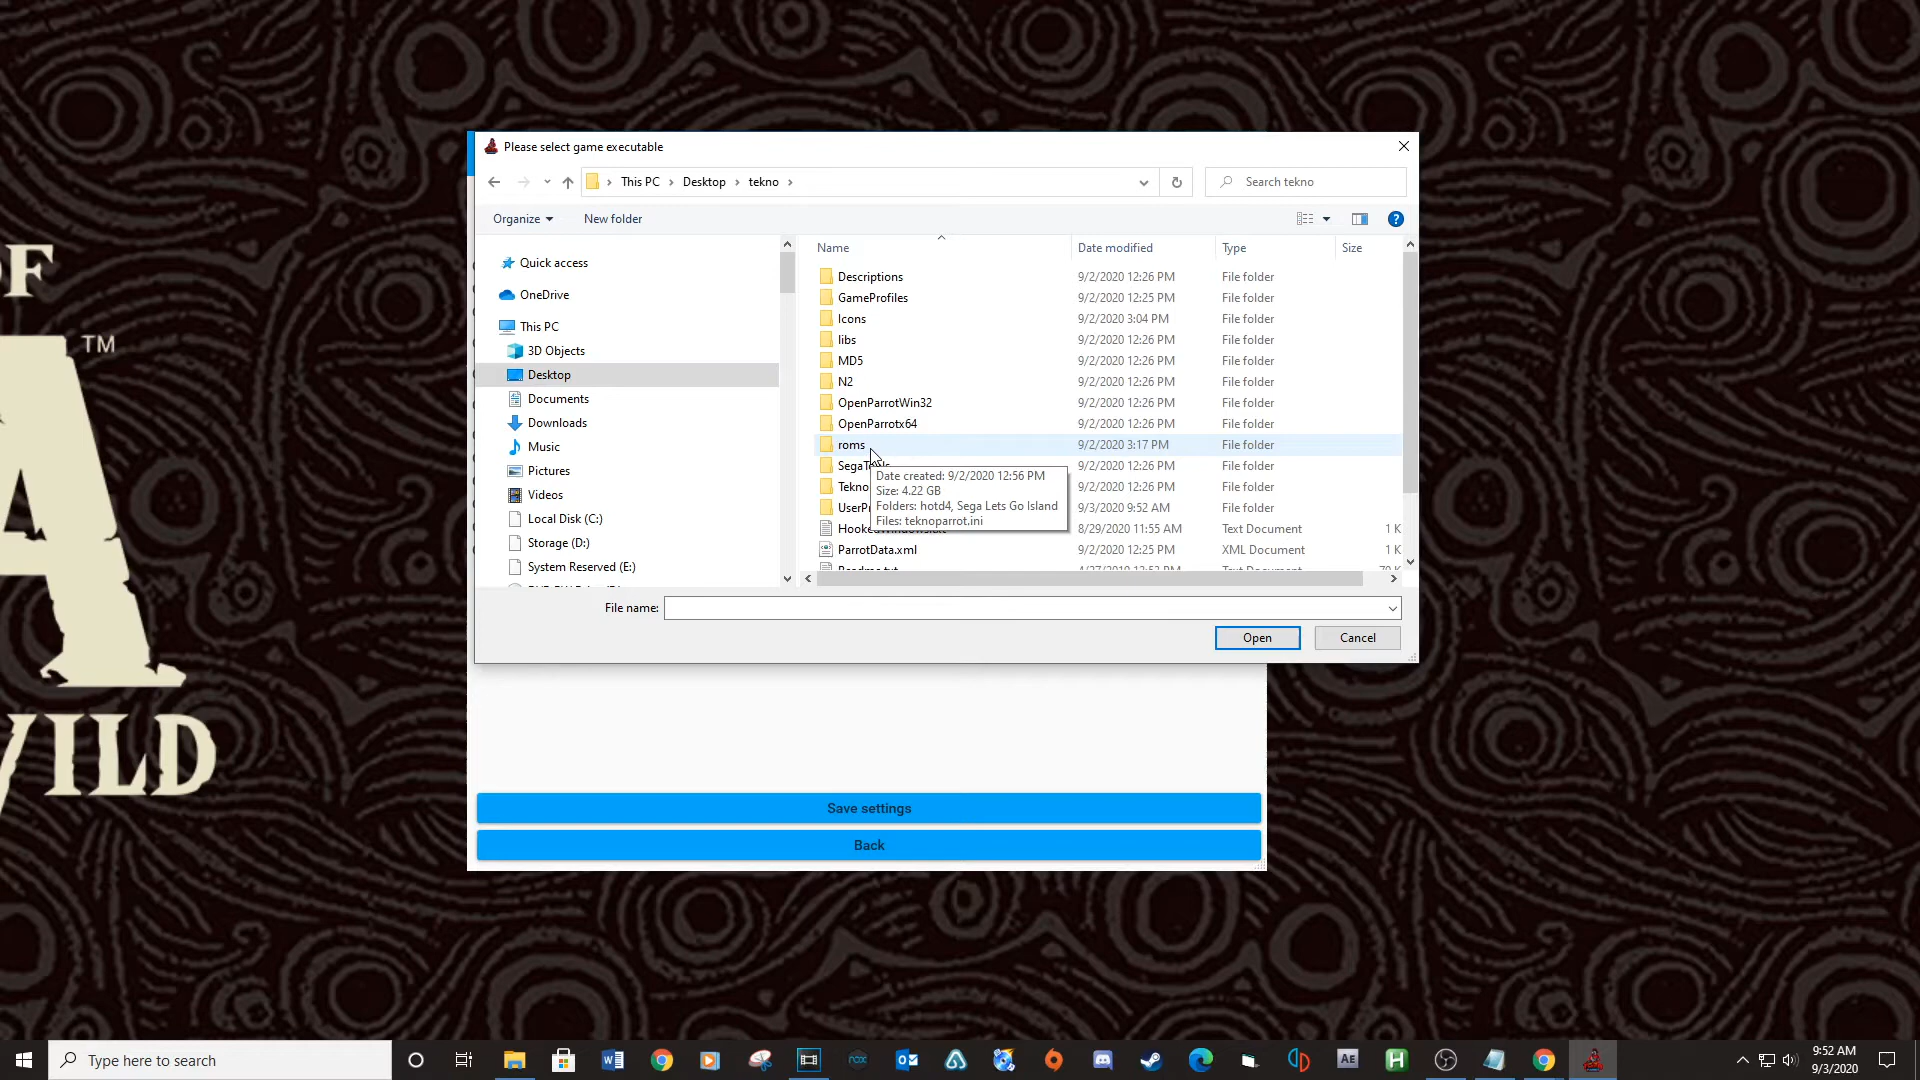 OF
A™
WILD
Please select game executable
This PC > Desktop > tekno >
Search tekno
Organize
New folder
Quick access
OneDrive
This PC
3D Objects
Desktop
Documents
Downloads
Music
Pictures
Videos
Local Disk (C:)
Storage (D:)
System Reserved (E:)
Name Date modified Type Size
Descriptions 9/2/2020 12:26 PM File folder
GameProfiles 9/2/2020 12:25 PM File folder
Icons 9/2/2020 3:04 PM File folder
libs 9/2/2020 12:26 PM File folder
MD5 9/2/2020 12:26 PM File folder
N2 9/2/2020 12:26 PM File folder
OpenParrotWin32 9/2/2020 12:26 PM File folder
OpenParrotx64 9/2/2020 12:26 PM File folder
roms 9/2/2020 3:17 PM File folder
9/2/2020 12:26 PM File folder
Tekno 9/2/2020 12:26 PM File folder
9/3/2020 9:52 AM File folder
8/29/2020 11:55 AM Text Document 1 K
ParrotData.xml 9/2/2020 12:25 PM XML Document 1 K
Date created: 9/2/2020 12:56 PM
Size: 4.22 GB
Folders: hotd4, Sega Lets Go Island
Files: teknoparrot.ini
File name:
Open
Cancel
Save settings
Back
Type here to search
AE
H
9:52 AM
9/3/2020